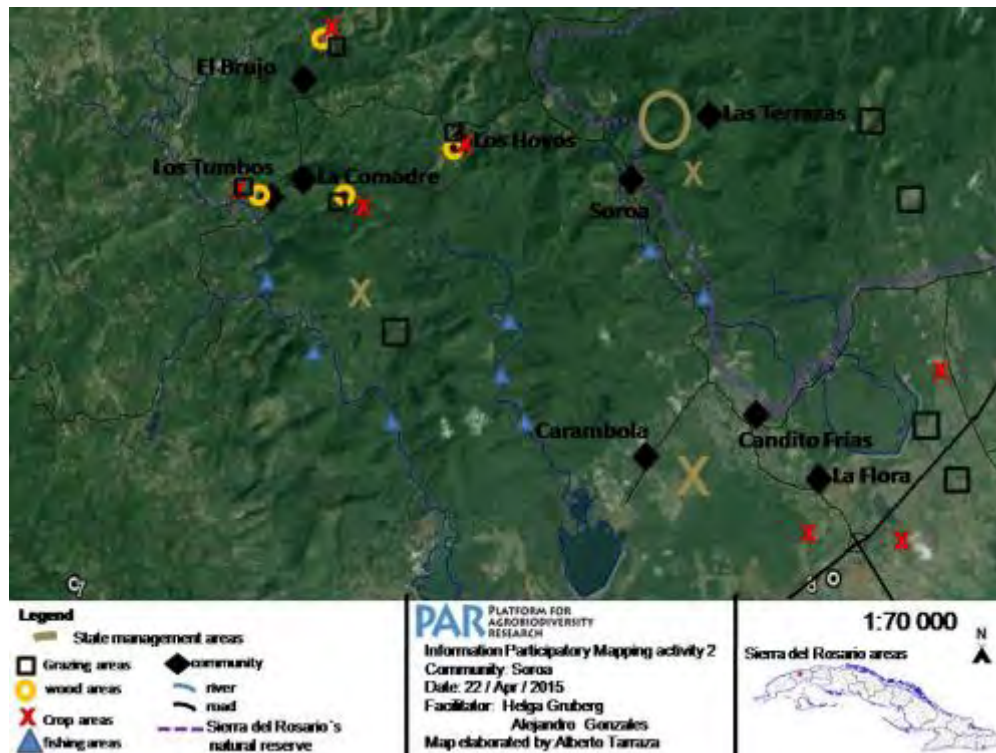 El Brujo
Las Terrazas
Los Hoyos
Los Tumbos
La Comadre
Soroa
Carambola
Candito Frías
La Flora
Legend
State management areas
Grazing areas
community
wood areas
river
road
Crop areas
Sierra del Rosario`s
natural reserve
fishing areas
PAR PLATFORM FOR
AGROBIODIVERSITY
RESEARCH
Information Participatory Mapping activity 2
Community: Soroa
Date: 22 / Apr / 2015
Facilitator: Helga Gruberg
Alejandro Gonzales
Map elaborated by Alberto Tarraza
1:70 000
N
Sierra del Rosario areas